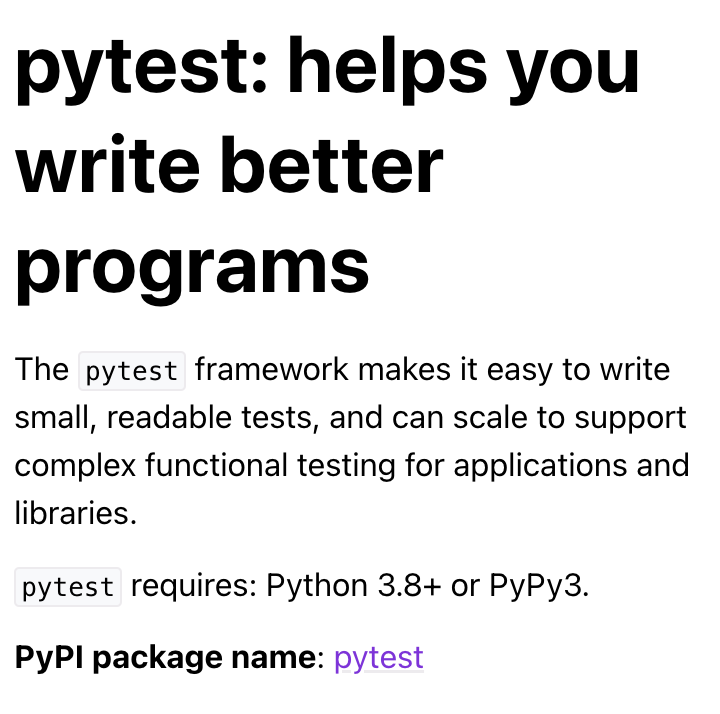 pytest: helps you
write better
programs
The pytest framework makes it easy to write
small, readable tests, and can scale to support
complex functional testing for applications and
libraries.
pytest requires: Python 3.8+ or PyPy3.
PyPI package name: pytest